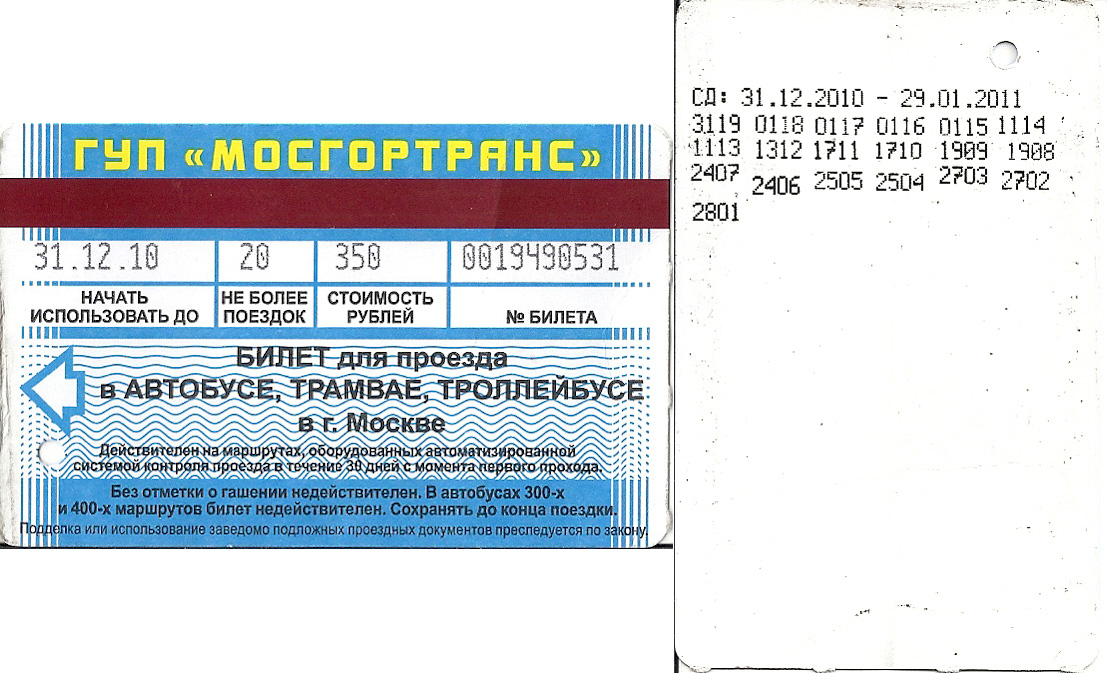 ГУП «МОСГОРТРАНС»
31.12.10 20 350 0019490531
НАЧАТЬ ИСПОЛЬЗОВАТЬ ДО
НЕ БОЛЕЕ ПОЕЗДОК
СТОИМОСТЬ РУБЛЕЙ
№ БИЛЕТА
БИЛЕТ для проезда
в АВТОБУСЕ, ТРАМВАЕ, ТРОЛЛЕЙБУСЕ
в г. Москве
Действителен на маршрутах, оборудованных автоматизированной
системой контроля проезда в течение 30 дней с момента первого прохода.
Без отметки о гашении недействителен. В автобусах 300-х
и 400-х маршрутов билет недействителен. Сохранять до конца поездки.
Подделка или использование заведомо подложных проездных документов преследуется по закону.
СД: 31.12.2010 - 29.01.2011
3119 0118 0117 0116 0115 1114
1113 1312 1711 1710 1909 1908
2407 2406 2505 2504 2703 2702
2801